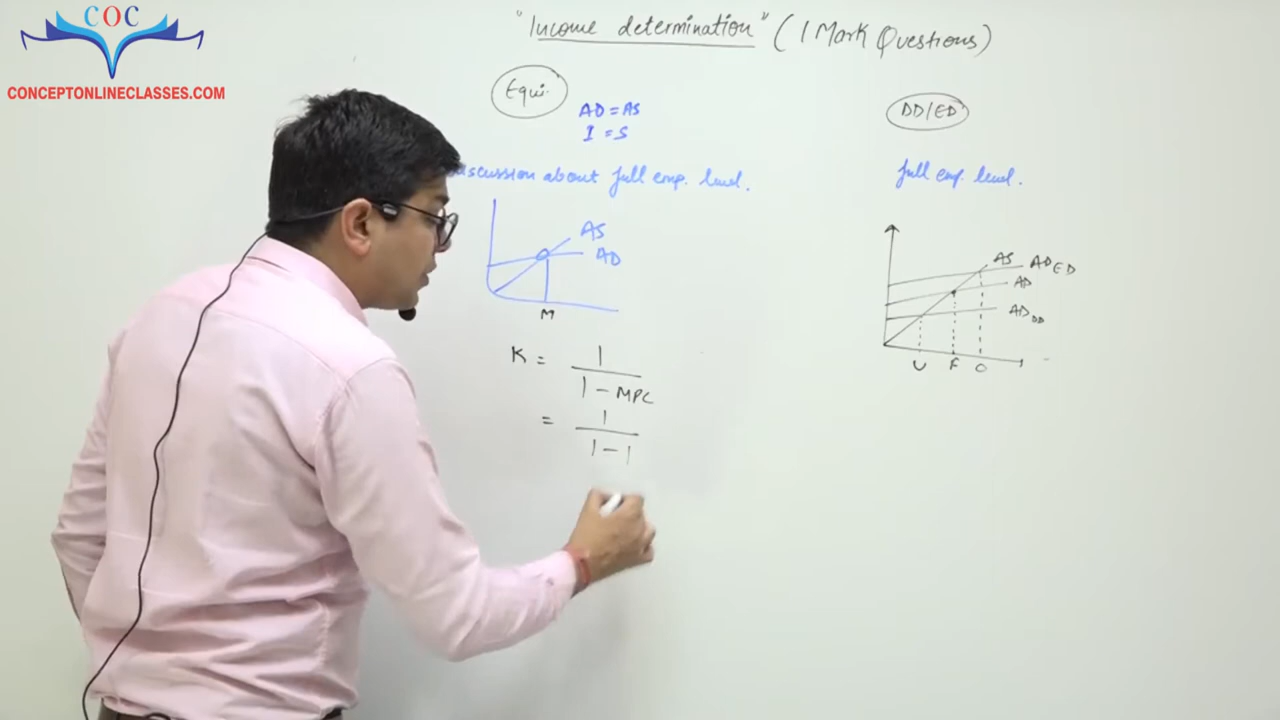 COC
CONCEPTONLINECLASSES.COM
"Income determination" (1 Mark Questions)
Equi.
AD = AS
I = S
about full emp. level.
AS
AD
M
K = 1
1 - MPC
= 1
1 - 1
DD/ED
full emp. level.
AS AD ED
AD
AD DD
U F O